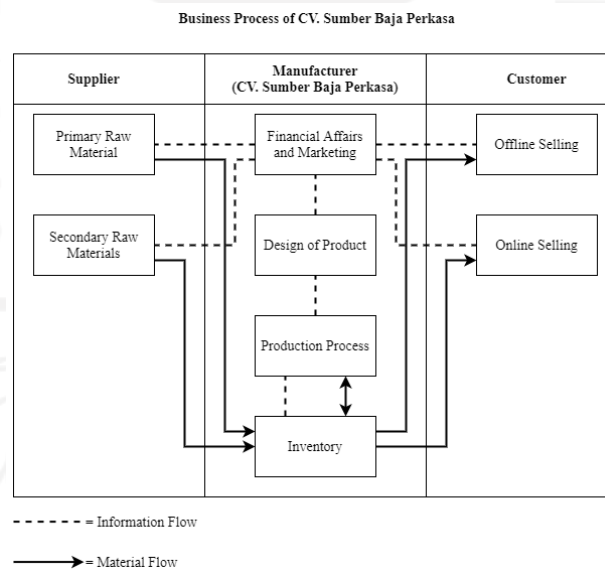 Business Process of CV. Sumber Baja Perkasa
Supplier
Manufacturer
(CV. Sumber Baja Perkasa)
Customer
Primary Raw
Material
Financial Affairs
and Marketing
Offline Selling
Secondary Raw
Materials
Design of Product
Online Selling
Production Process
Inventory
= Information Flow
= Material Flow